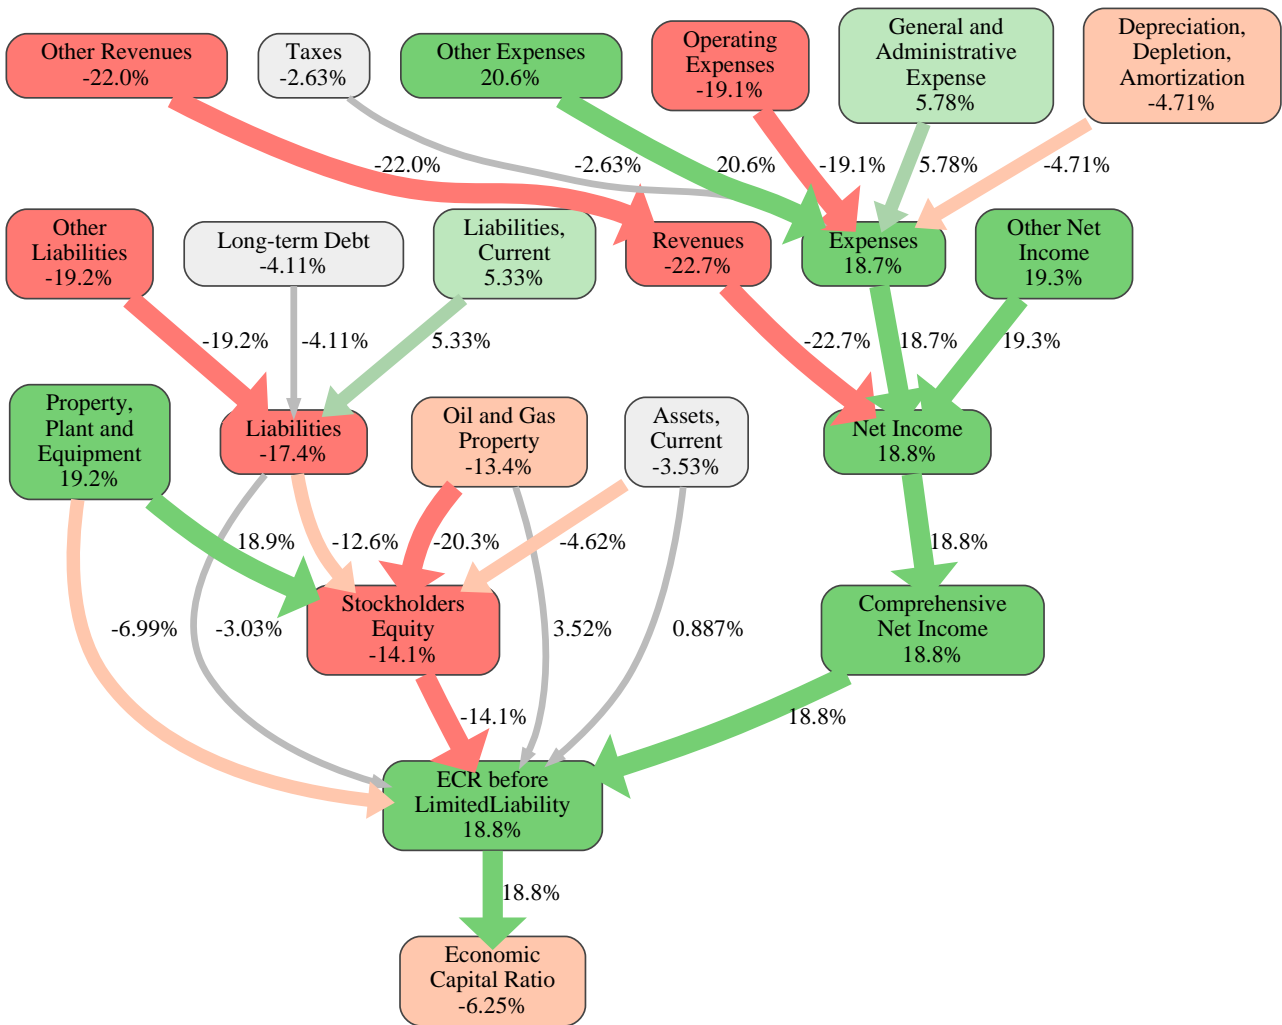 Other Revenues
-22.0%
Taxes
-2.63%
Other Expenses
20.6%
Operating
Expenses
-19.1%
General and
Administrative
Expense
5.78%
Depreciation,
Depletion,
Amortization
-4.71%
-22.0%
-2.63%
20.6%
-19.1%
5.78%
-4.71%
Other
Liabilities
-19.2%
Long-term Debt
-4.11%
Liabilities,
Current
5.33%
Revenues
-22.7%
Expenses
18.7%
Other Net
Income
19.3%
-19.2%
-4.11%
5.33%
-22.7%
18.7%
19.3%
Property,
Plant and
Equipment
19.2%
Liabilities
-17.4%
Oil and Gas
Property
-13.4%
Assets,
Current
-3.53%
Net Income
18.8%
18.9%
-12.6%
-20.3%
-4.62%
18.8%
-6.99%
-3.03%
Stockholders
Equity
-14.1%
3.52%
0.887%
Comprehensive
Net Income
18.8%
-14.1%
18.8%
ECR before
LimitedLiability
18.8%
18.8%
Economic
Capital Ratio
-6.25%